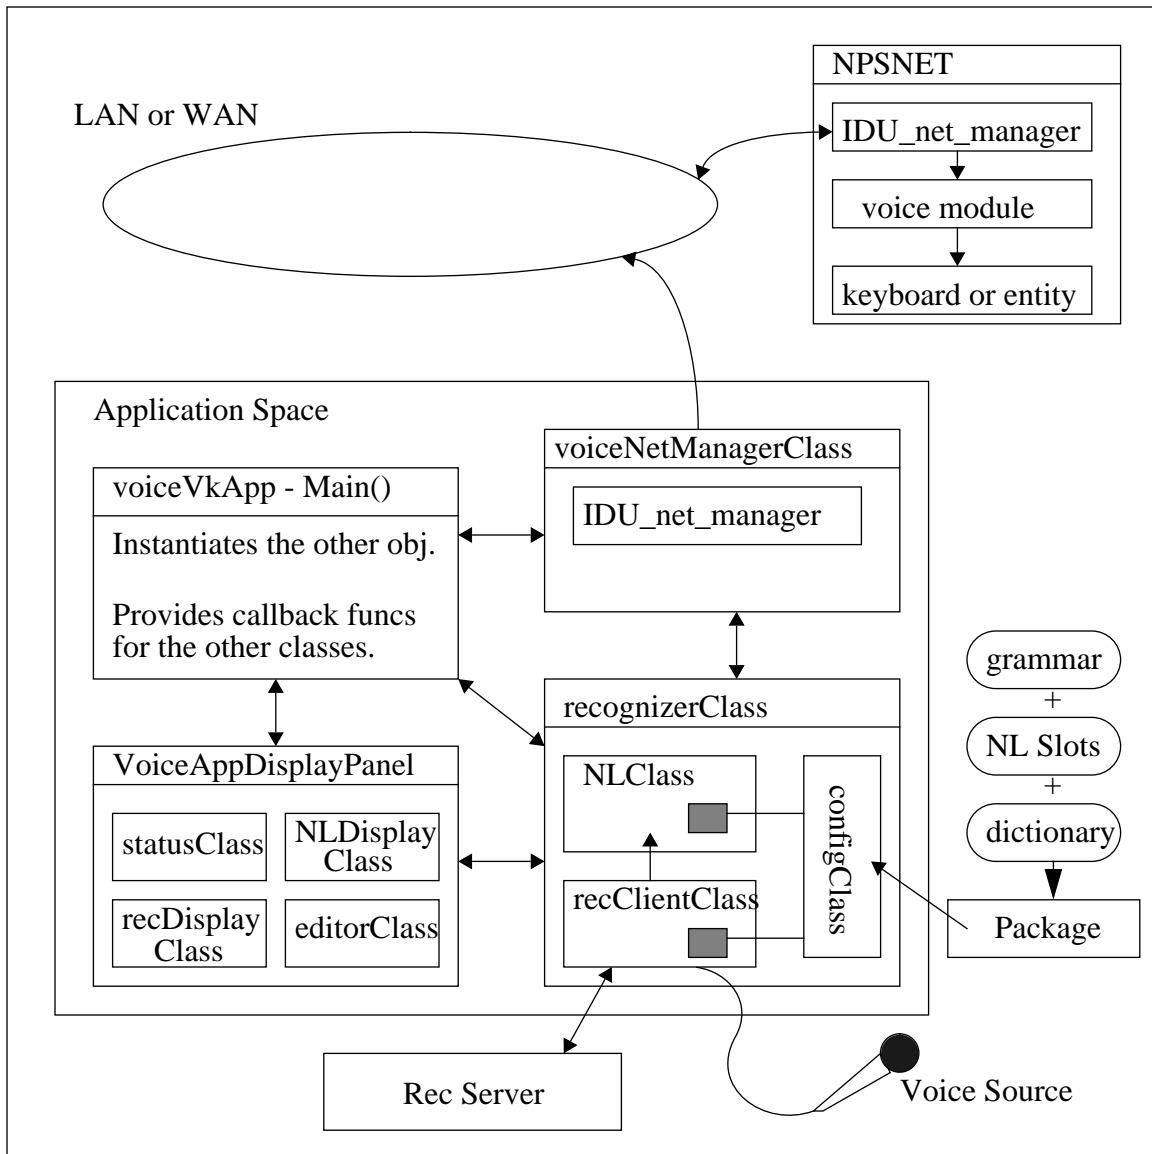 NPSNET
LAN or WAN
IDU_net_manager
voice module
keyboard or entity
Application Space
voiceNetManagerClass
voiceVkApp - Main()
IDU_net_manager
Instantiates the other obj.
Provides callback funcs
for the other classes.
grammar
+
NL Slots
+
dictionary
Package
recognizerClass
NLClass
configClass
recClientClass
VoiceAppDisplayPanel
statusClass
NLDisplay
Class
recDisplay
Class
editorClass
Rec Server
Voice Source